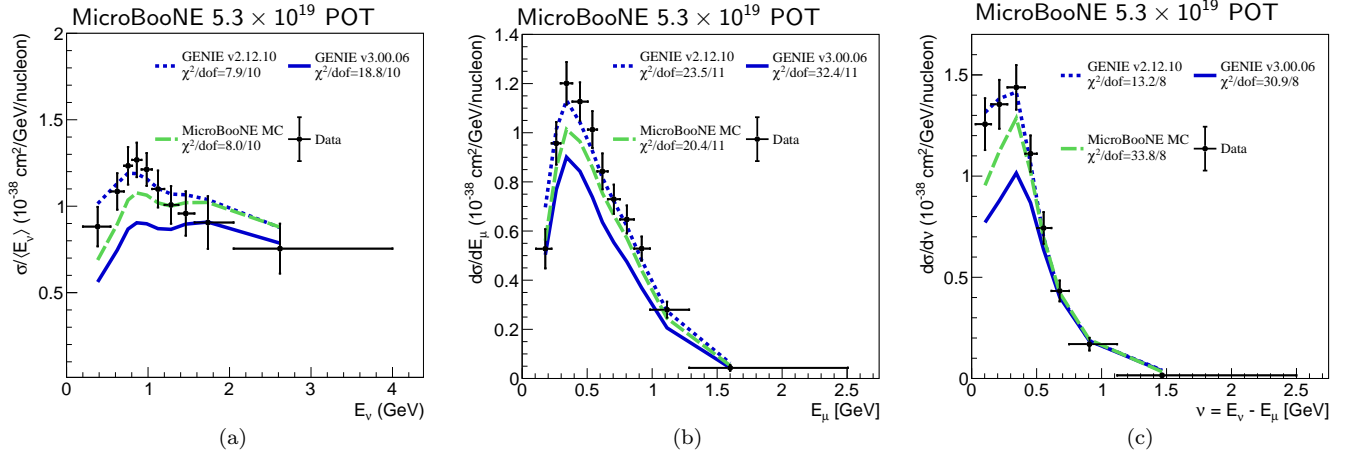 MicroBooNE 5.3 × 10¹⁹ POT
2
1.5
1
0.5
σ/⟨Eν⟩ (10⁻³⁸ cm²/GeV/nucleon)
GENIE v2.12.10
χ²/dof=7.9/10
GENIE v3.00.06
χ²/dof=18.8/10
MicroBooNE MC
χ²/dof=8.0/10
Data
0 1 2 3 4
Eν (GeV)
(a)
MicroBooNE 5.3 × 10¹⁹ POT
1.4
1.2
1
0.8
0.6
0.4
0.2
0
dσ/dEμ (10⁻³⁸ cm²/GeV/nucleon)
GENIE v2.12.10
χ²/dof=23.5/11
GENIE v3.00.06
χ²/dof=32.4/11
MicroBooNE MC
χ²/dof=20.4/11
Data
0 0.5 1 1.5 2 2.5
Eμ [GeV]
(b)
MicroBooNE 5.3 × 10¹⁹ POT
1.5
1
0.5
0
dσ/dν (10⁻³⁸ cm²/GeV/nucleon)
GENIE v2.12.10
χ²/dof=13.2/8
GENIE v3.00.06
χ²/dof=30.9/8
MicroBooNE MC
χ²/dof=33.8/8
Data
0 0.5 1 1.5 2 2.5
ν = Eν - Eμ [GeV]
(c)